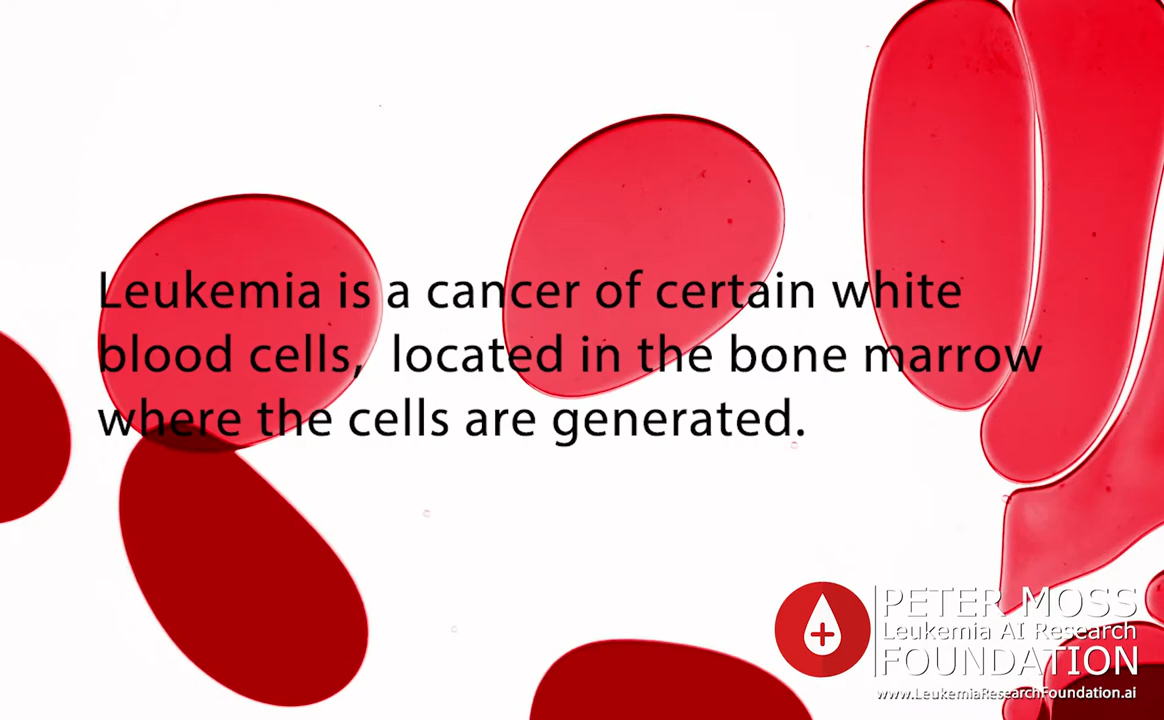 Leukemia is a cancer of certain white
blood cells,  located in the bone marrow
where the cells are generated.
PETER MOSS
Leukemia AI Research
FOUNDATION
www.LeukemiaResearchFoundation.ai